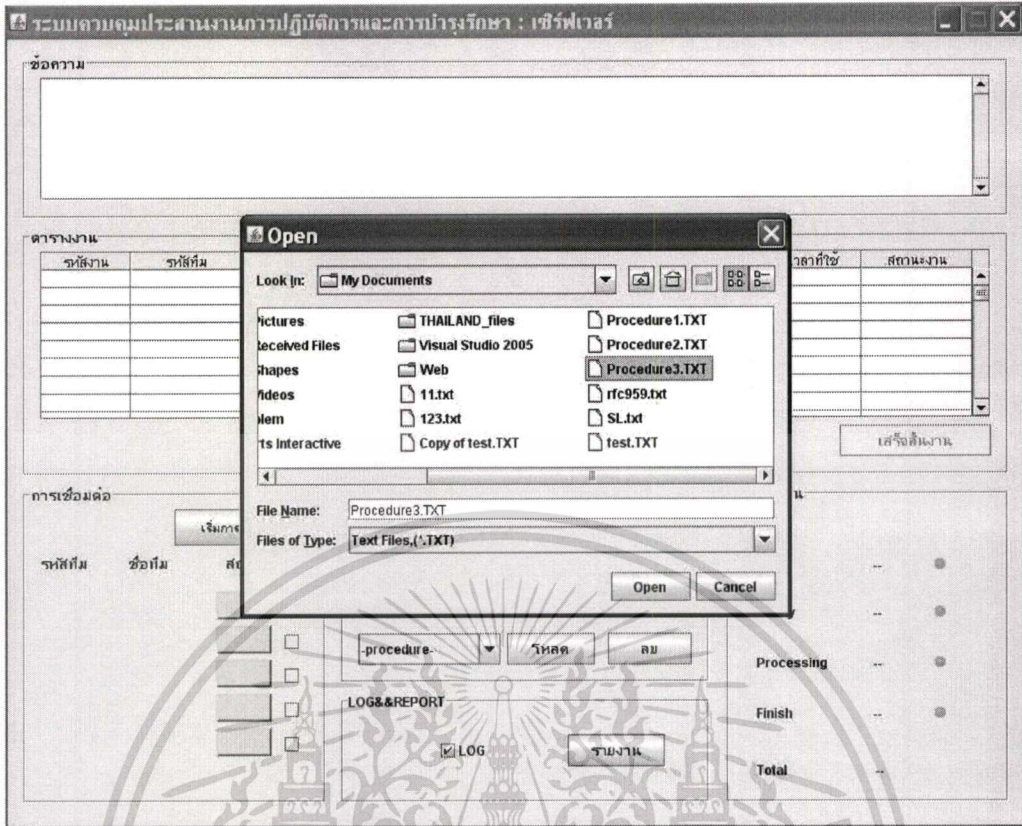 ระบบควบคุมประสานงานการปฏิบัติการและการบำรุงรักษา : เซิร์ฟเวอร์
ข้อความ
ตารางงาน
รหัสงาน รหัสทีม
สถานะงาน
Open
Look In: My Documents
Pictures THAILAND_files Procedure1.TXT
Received Files Visual Studio 2005 Procedure2.TXT
Shapes Web Procedure3.TXT
Videos 11.txt rfc959.txt
123.txt SL.txt
Copy of test.TXT test.TXT
File Name: Procedure3.TXT
Files of Type: Text Files,(*.TXT)
Open Cancel
เสร็จสิ้นงาน
การเชื่อมต่อ
รหัสทีม ชื่อทีม
--
--
-procedure- โหลด ลบ
Processing --
LOG&&REPORT
Finish --
LOG รายงาน
Total --